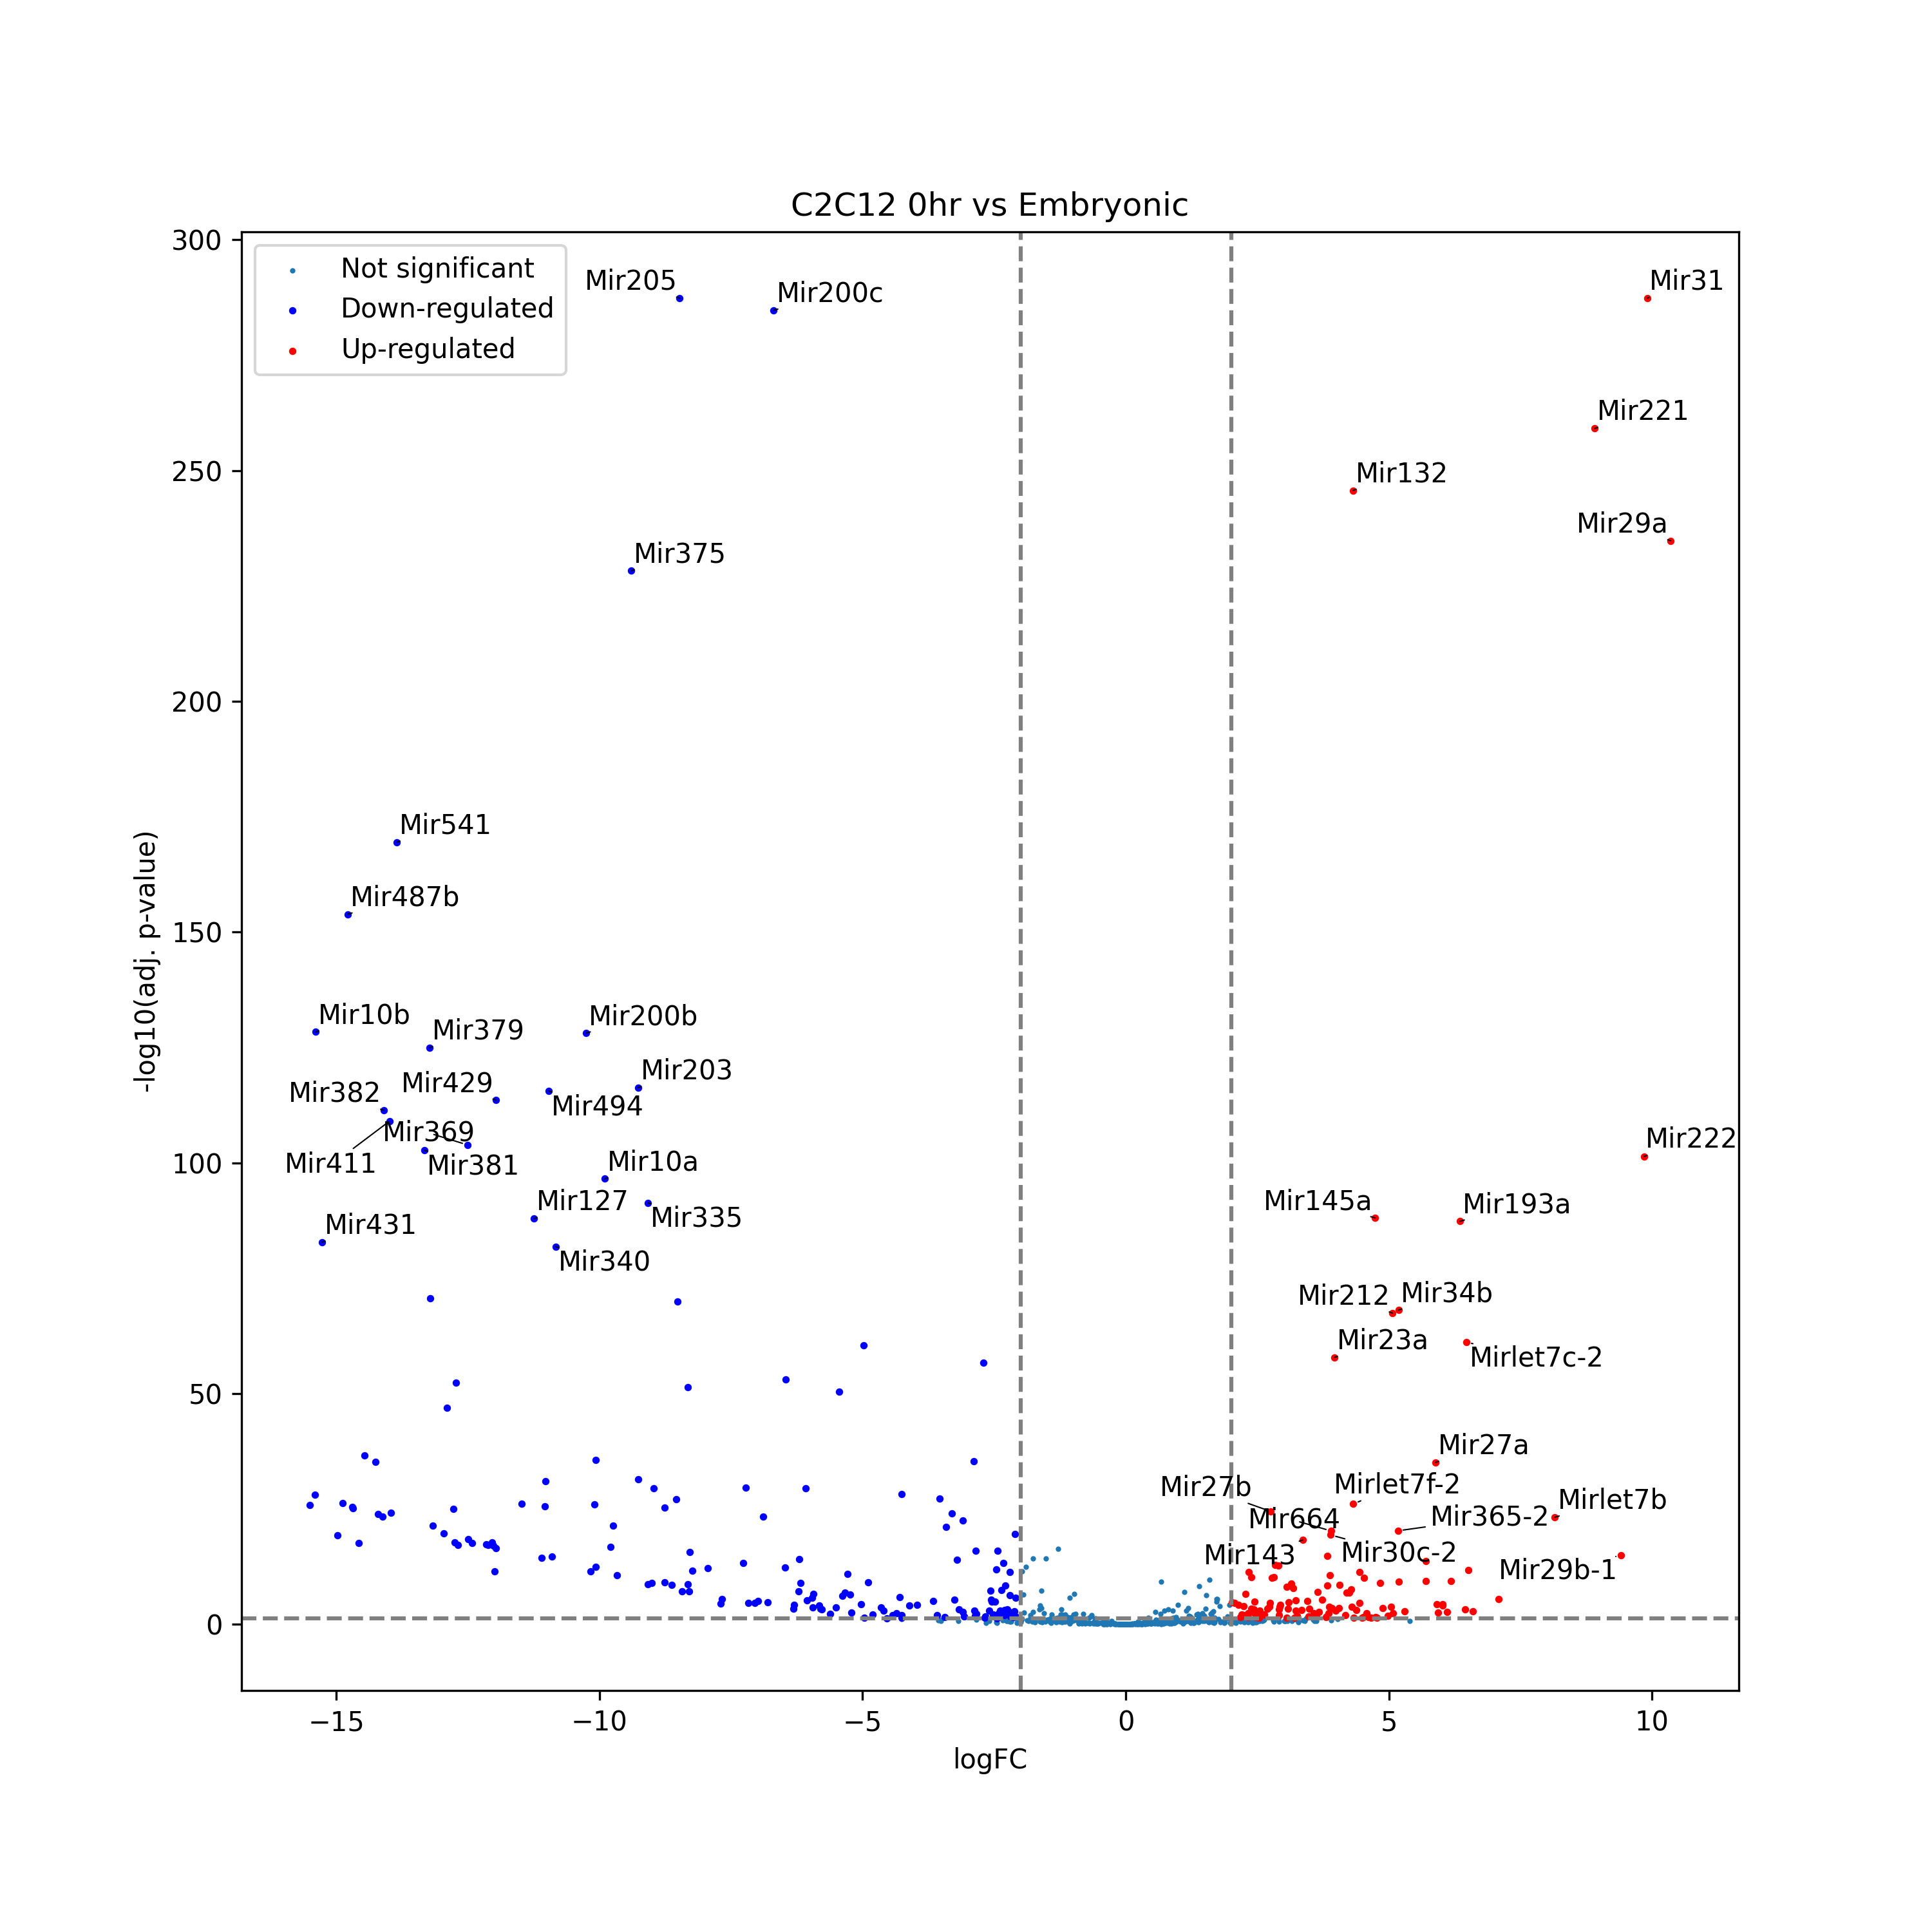 C2C12 0hr vs Embryonic
300
250
200
150
100
50
0
-log10(adj. p-value)
Not significant
Down-regulated
Up-regulated
Mir205
Mir200c
Mir31
Mir221
Mir132
Mir29a
Mir375
Mir541
Mir487b
Mir10b
Mir379
Mir200b
Mir203
Mir429
Mir382
Mir494
Mir369
Mir411
Mir381
Mir10a
Mir127
Mir335
Mir431
Mir340
Mir222
Mir145a
Mir193a
Mir212
Mir34b
Mir23a
Mirlet7c-2
Mir27a
Mir27b
Mirlet7f-2
Mirlet7b
Mir664
Mir365-2
Mir143
Mir30c-2
Mir29b-1
−15
−10
−5
0
5
10
logFC